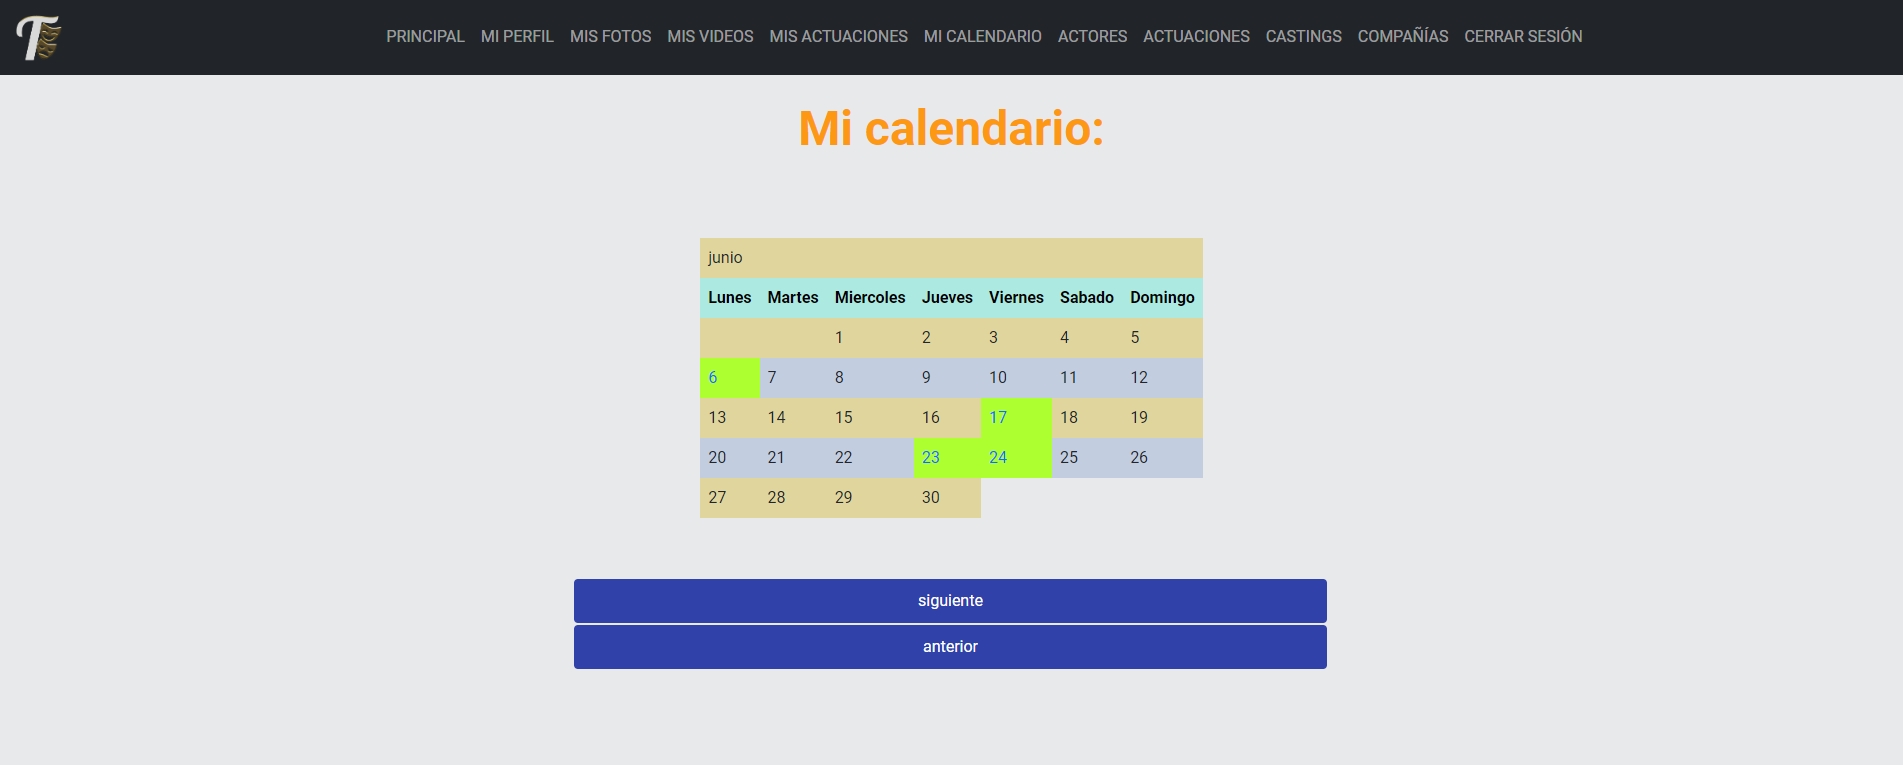 PRINCIPAL MI PERFIL MIS FOTOS MIS VIDEOS MIS ACTUACIONES MI CALENDARIO ACTORES ACTUACIONES CASTINGS COMPAÑÍAS CERRAR SESIÓN
Mi calendario:
junio
Lunes Martes Miercoles Jueves Viernes Sabado Domingo
1 2 3 4 5
6 7 8 9 10 11 12
13 14 15 16 17 18 19
20 21 22 23 24 25 26
27 28 29 30
siguiente
anterior